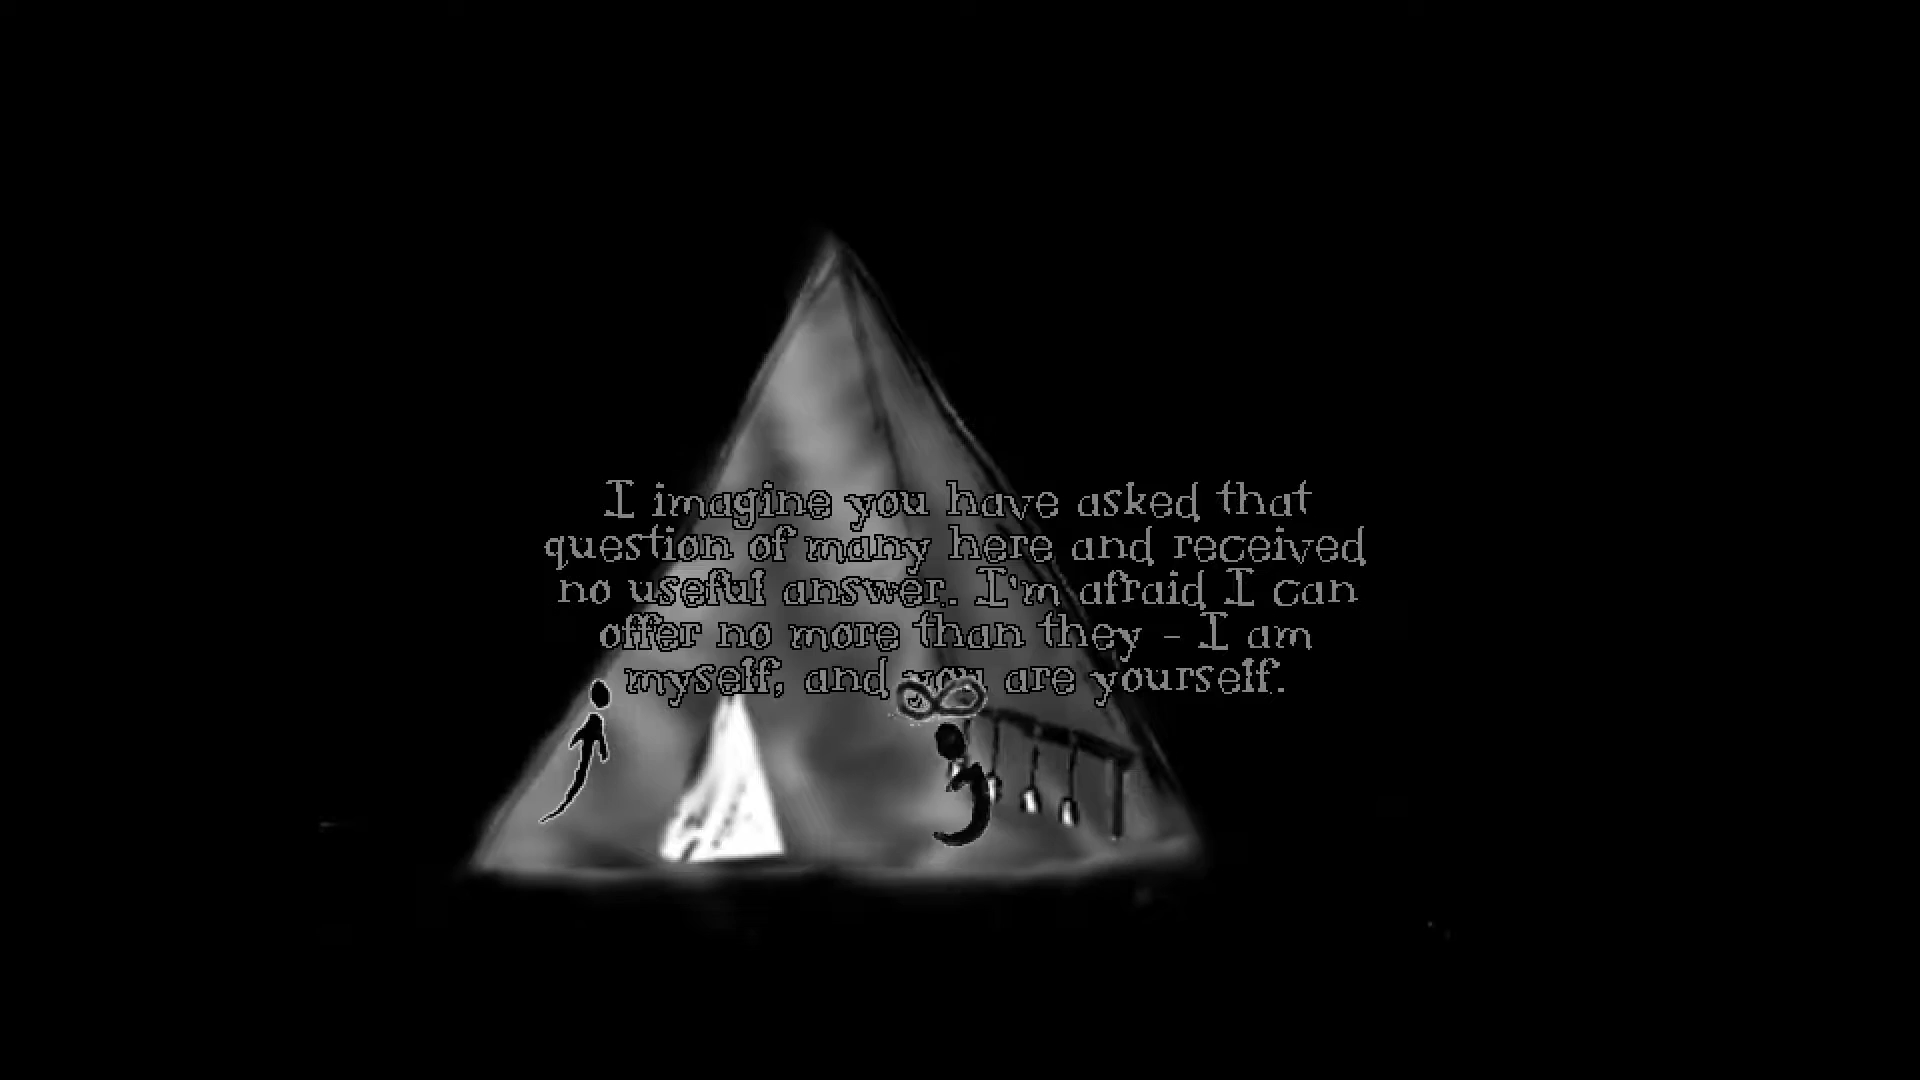 I imagine you have asked that
question of many here and received
no useful answer. I'm afraid I can
offer no more than they - I am
myself, and you are yourself.